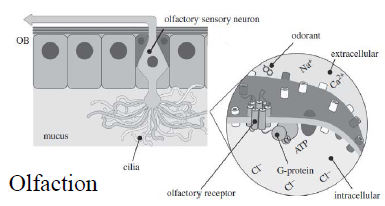 olfactory sensory neuron
OB
mucus
cilia
odorant
extracellular
Na⁺
Ca²⁺
ATP
G-protein
Cl⁻
Cl⁻
Cl⁻
olfactory receptor
intracellular
Olfaction